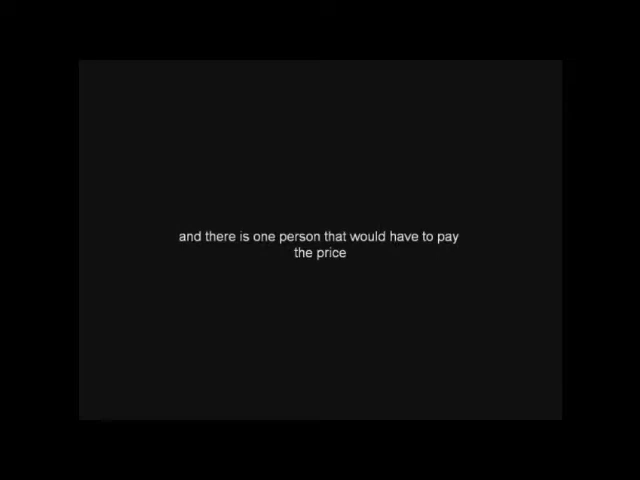 and there is one person that would have to pay
the price